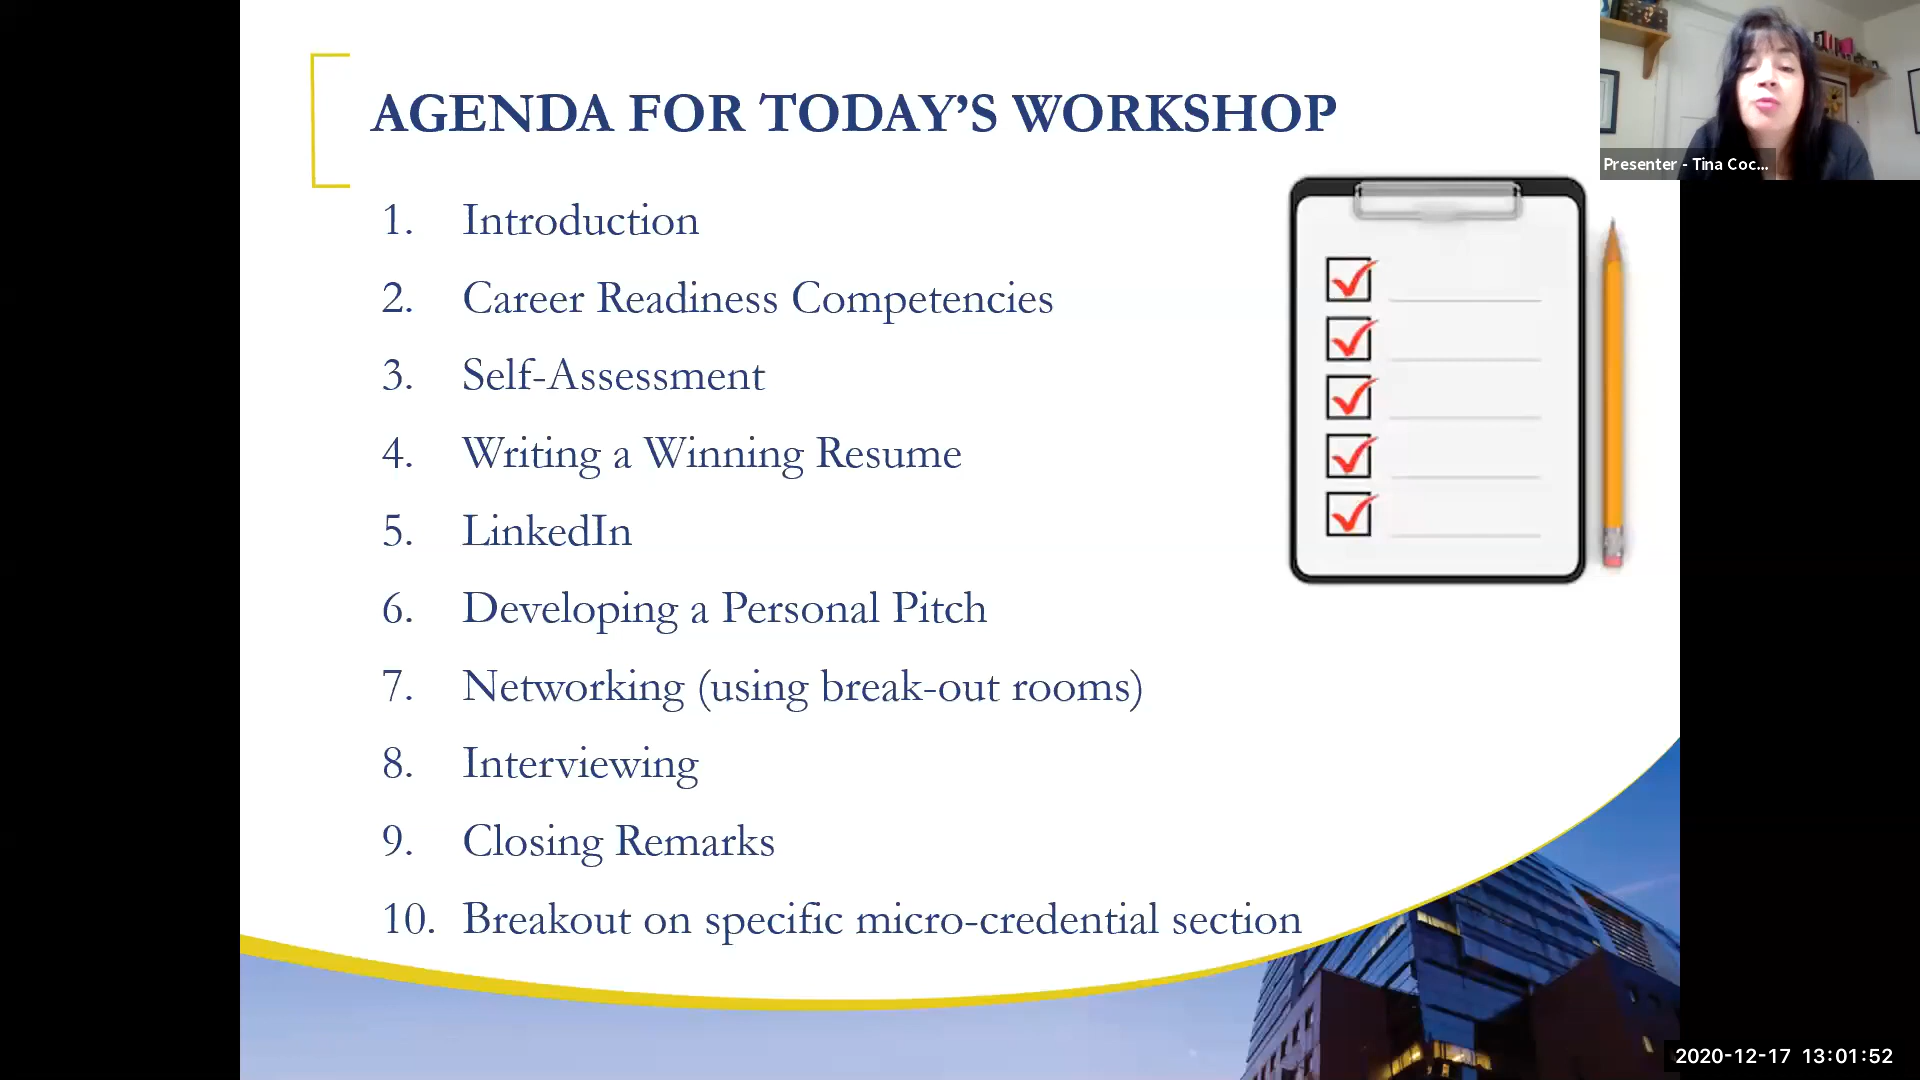 AGENDA FOR TODAY’S WORKSHOP
1. Introduction
2. Career Readiness Competencies
3. Self-Assessment
4. Writing a Winning Resume
5. LinkedIn
6. Developing a Personal Pitch
7. Networking (using break-out rooms)
8. Interviewing
9. Closing Remarks
10. Breakout on specific micro-credential section
Presenter - Tina Coc...
2020-12-17 13:01:52